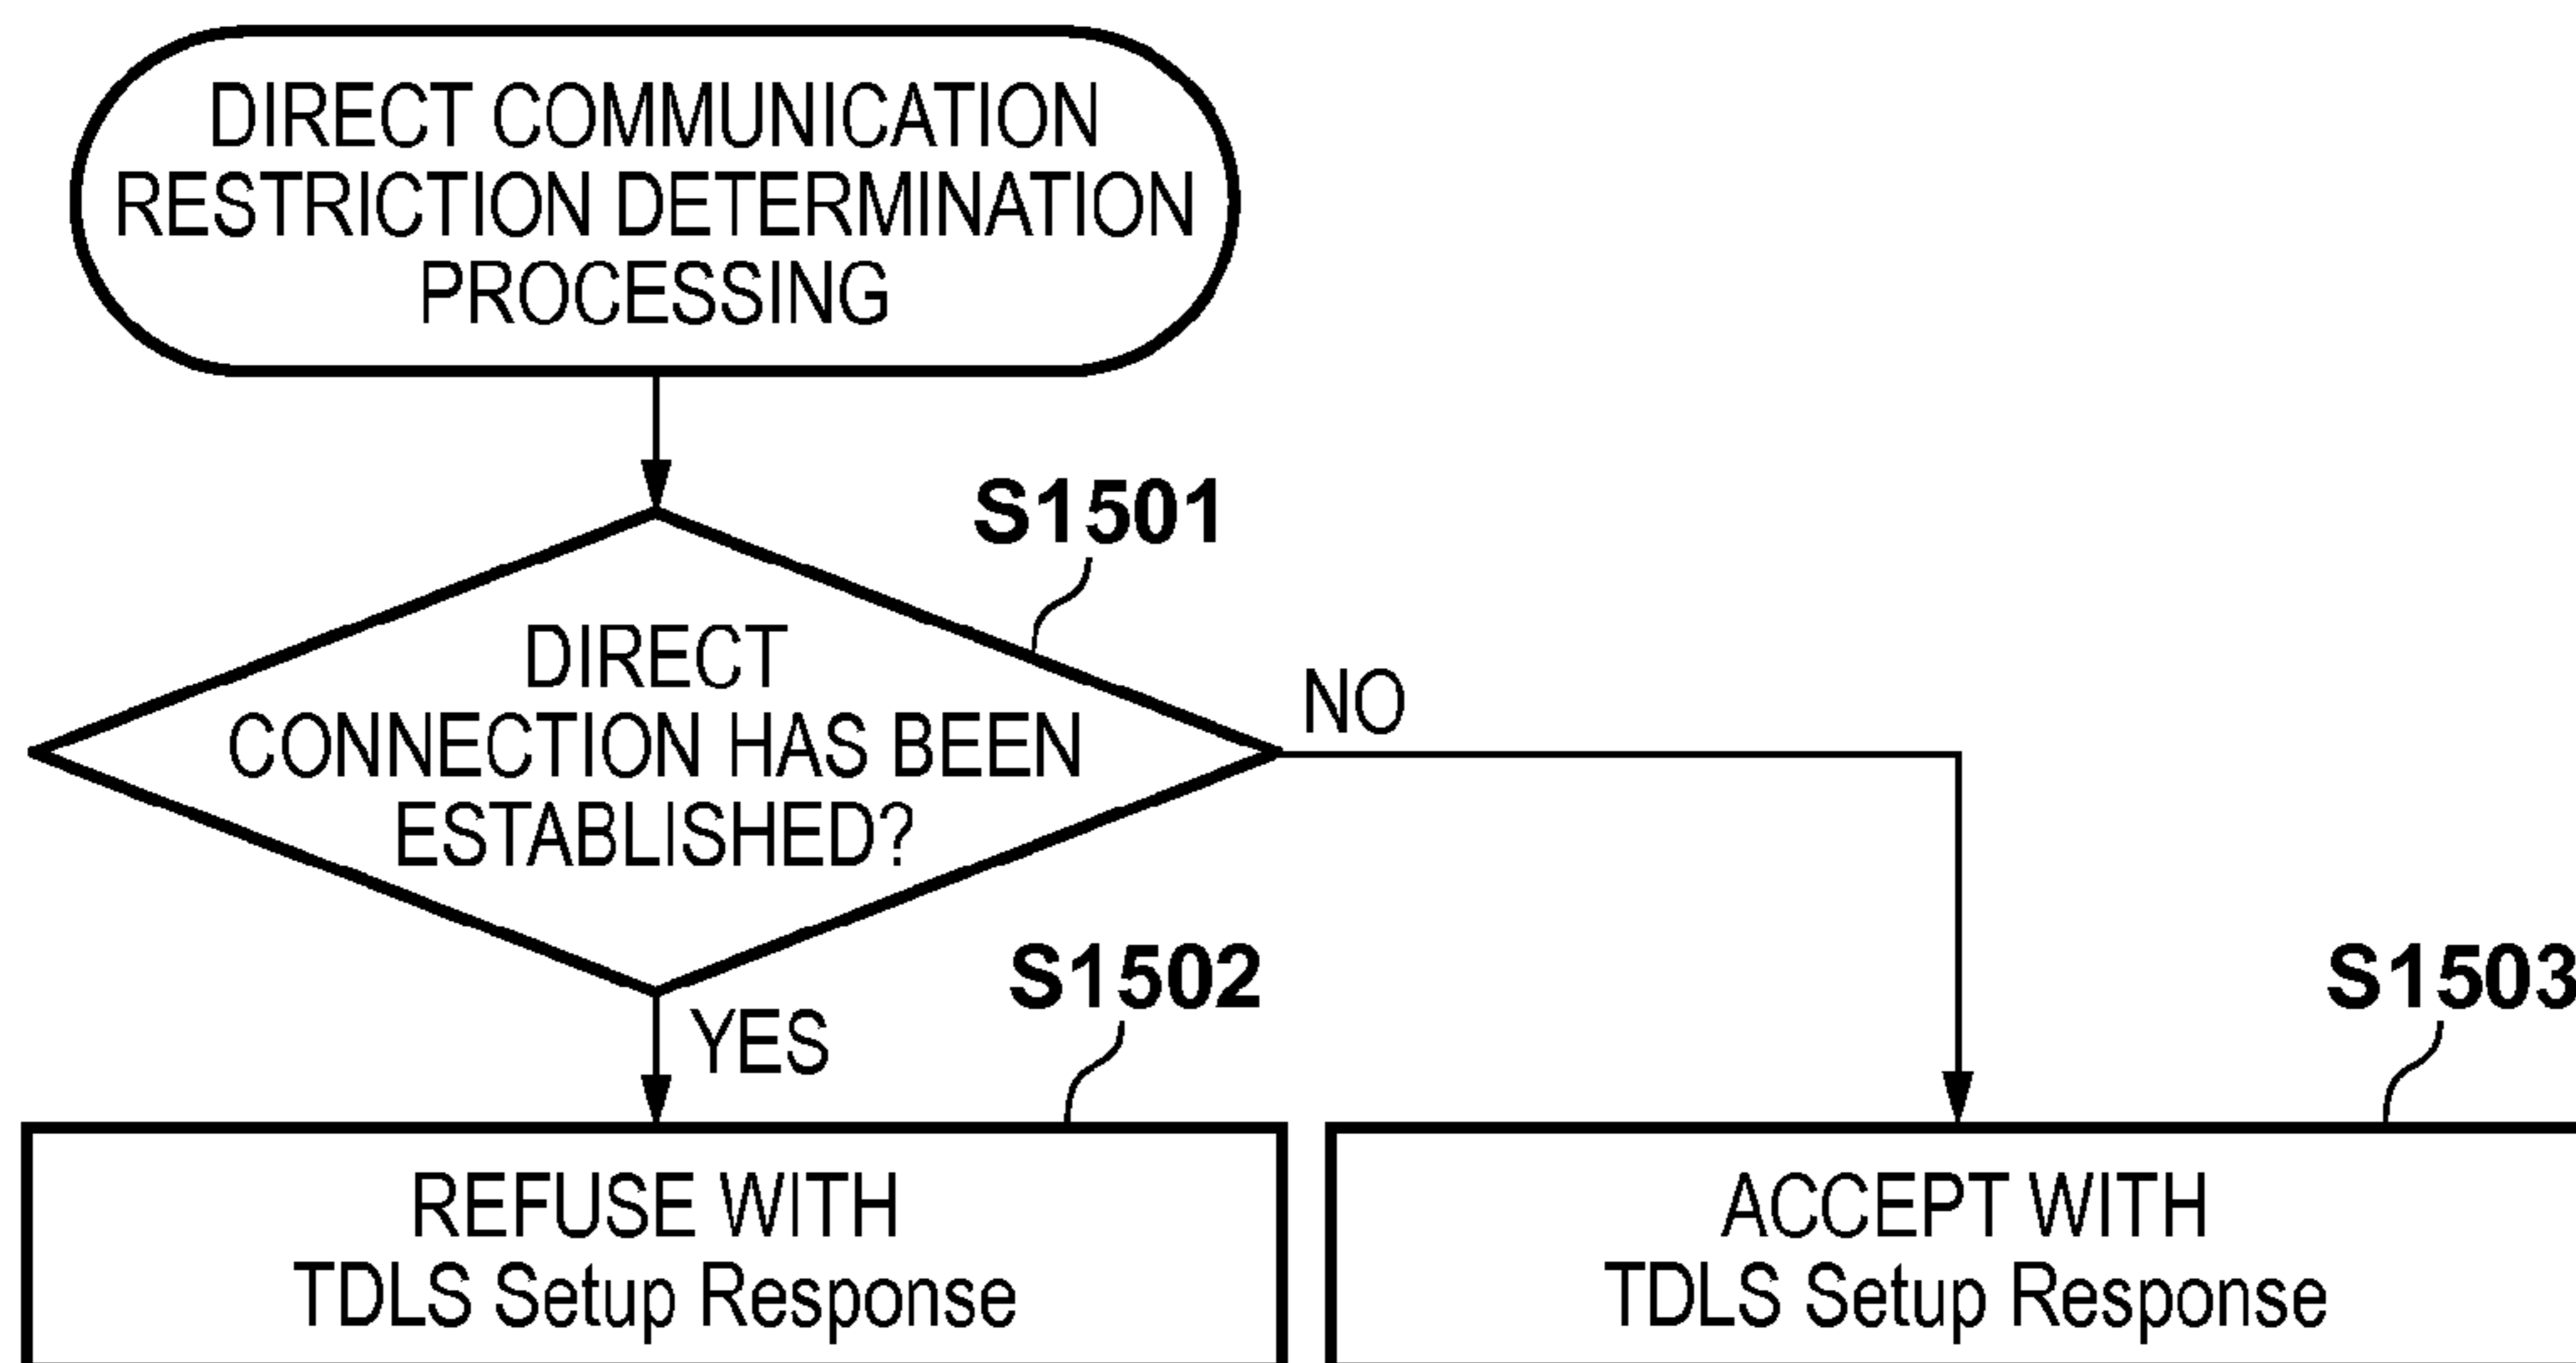 DIRECT COMMUNICATION
RESTRICTION DETERMINATION
PROCESSING
S1501
DIRECT
CONNECTION HAS BEEN
ESTABLISHED?
NO
YES
S1502
S1503
REFUSE WITH
TDLS Setup Response
ACCEPT WITH
TDLS Setup Response